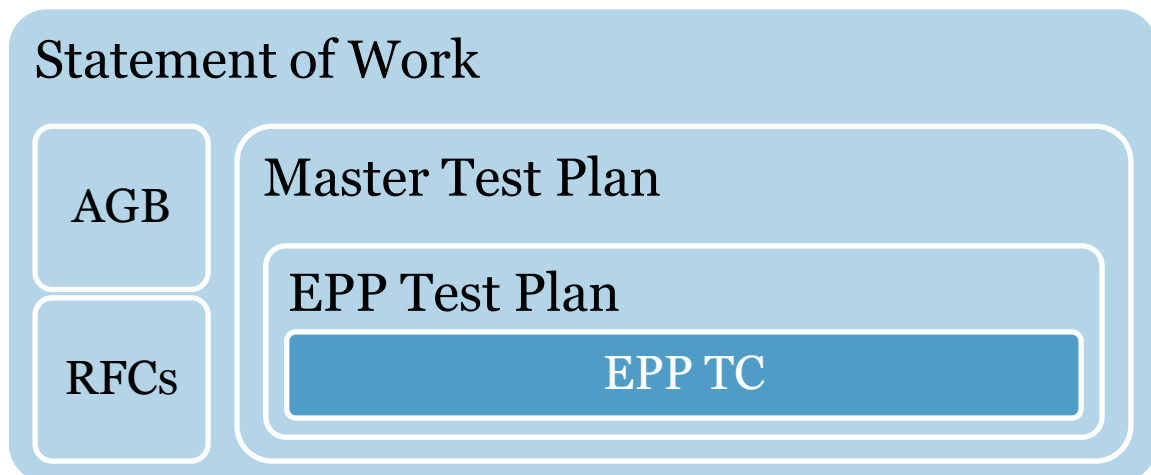 Statement of Work
AGB
Master Test Plan
EPP Test Plan
RFCs
EPP TC